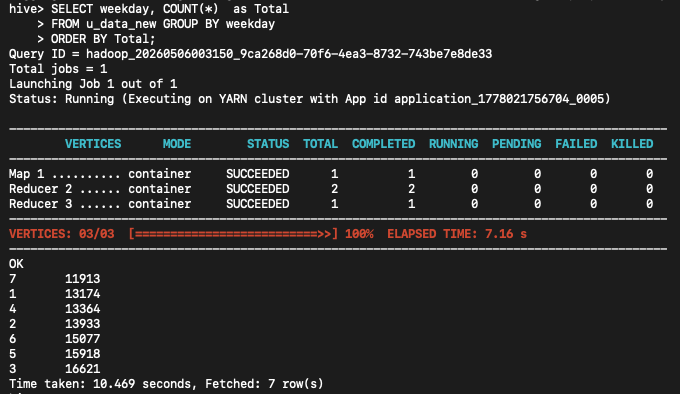 hive> SELECT weekday, COUNT(*)  as Total
    > FROM u_data_new GROUP BY weekday
    > ORDER BY Total;
Query ID = hadoop_20260506003150_9ca268d0-70f6-4ea3-8732-743be7e8de33
Total jobs = 1
Launching Job 1 out of 1
Status: Running (Executing on YARN cluster with App id application_1778021756704_0005)
----------------------------------------------------------------------------------------------
        VERTICES      MODE        STATUS  TOTAL  COMPLETED  RUNNING  PENDING  FAILED  KILLED
----------------------------------------------------------------------------------------------
Map 1 .......... container     SUCCEEDED      1          1        0        0       0       0
Reducer 2 ...... container     SUCCEEDED      2          2        0        0       0       0
Reducer 3 ...... container     SUCCEEDED      1          1        0        0       0       0
----------------------------------------------------------------------------------------------
VERTICES: 03/03  [==========================>>] 100%  ELAPSED TIME: 7.16 s
----------------------------------------------------------------------------------------------
OK
7       11913
1       13174
4       13364
2       13933
6       15077
5       15918
3       16621
Time taken: 10.469 seconds, Fetched: 7 row(s)